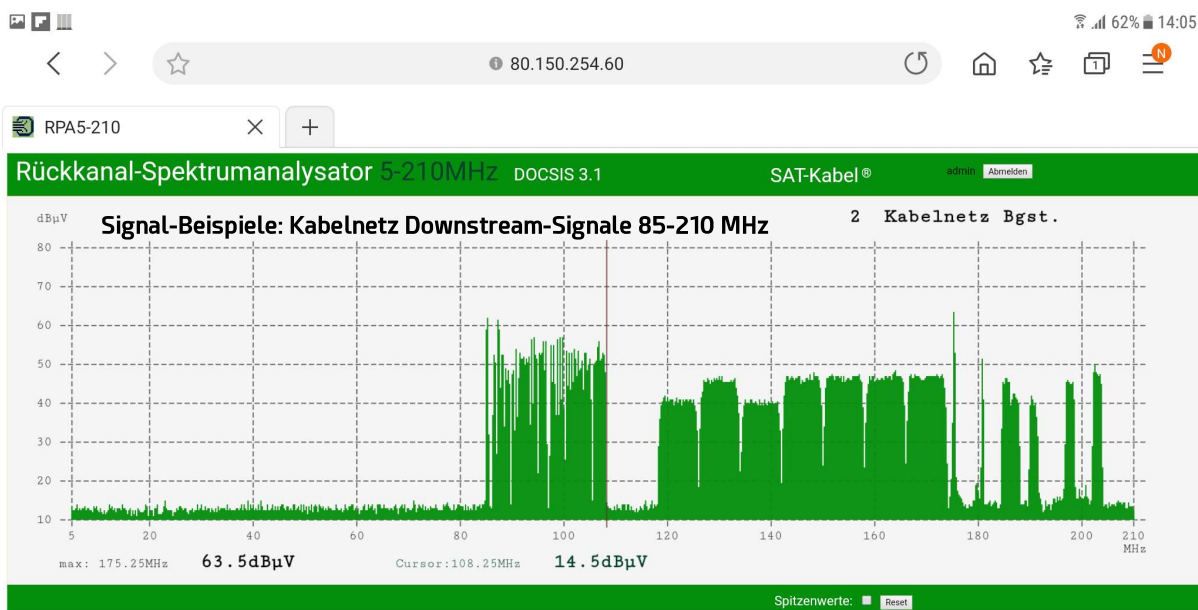 62% 14:05
80.150.254.60
1
N
RPA5-210
Rückkanal-Spektrumanalysator 5-210MHz DOCSIS 3.1 SAT-Kabel® admin Abmelden
dBµV Signal-Beispiele: Kabelnetz Downstream-Signale 85-210 MHz 2 Kabelnetz Bgst.
80
70
60
50
40
30
20
10
5 20 40 60 80 100 120 140 160 180 200 210
MHz
max: 175.25MHz 63.5dBµV Cursor:108.25MHz 14.5dBµV
Spitzenwerte: Reset